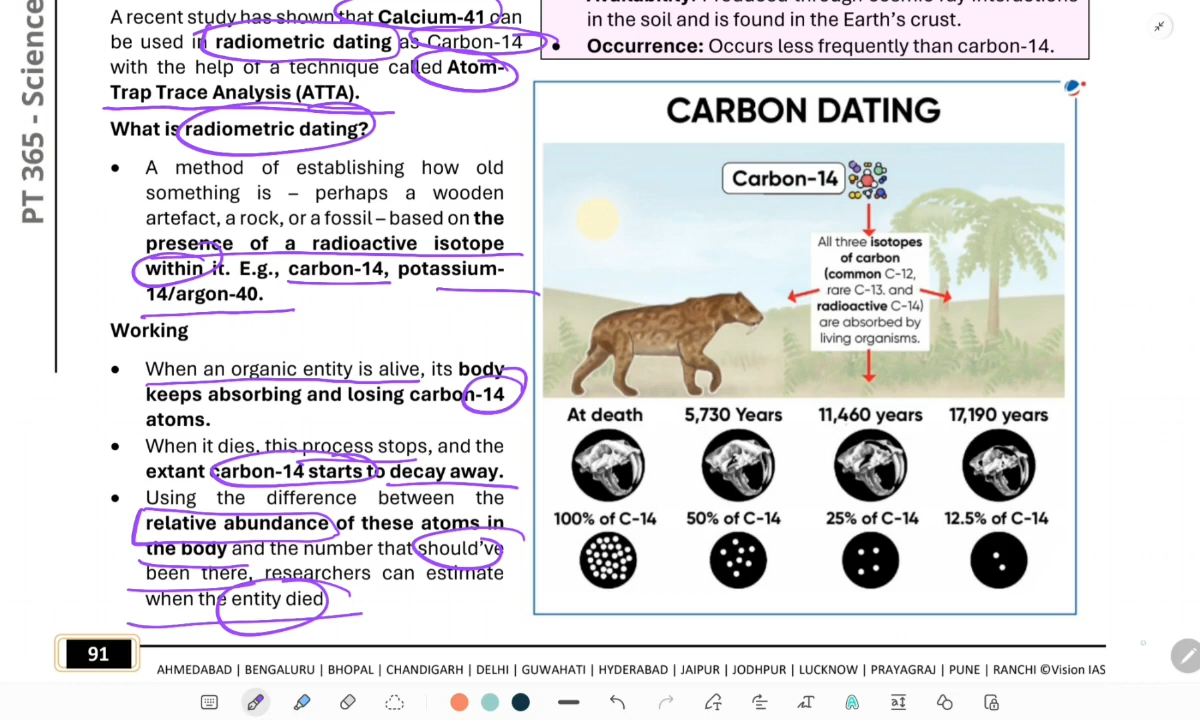 PT 365 - Science
A recent study has shown that Calcium-41 can
be used in radiometric dating as Carbon-14
with the help of a technique called Atom-
Trap Trace Analysis (ATTA).
What is radiometric dating?
• A method of establishing how old
something is – perhaps a wooden
artefact, a rock, or a fossil – based on the
presence of a radioactive isotope
within it. E.g., carbon-14, potassium-
14/argon-40.
Working
• When an organic entity is alive, its body
keeps absorbing and losing carbon-14
atoms.
• When it dies, this process stops, and the
extant carbon-14 starts to decay away.
• Using the difference between the
relative abundance of these atoms in
the body and the number that should've
been there, researchers can estimate
when the entity died
in the soil and is found in the Earth's crust.
• Occurrence: Occurs less frequently than carbon-14.
CARBON DATING
Carbon-14
All three isotopes
of carbon
(common C-12,
rare C-13. and
radioactive C-14)
are absorbed by
living organisms.
At death 5,730 Years 11,460 years 17,190 years
100% of C-14 50% of C-14 25% of C-14 12.5% of C-14
91
AHMEDABAD | BENGALURU | BHOPAL | CHANDIGARH | DELHI | GUWAHATI | HYDERABAD | JAIPUR | JODHPUR | LUCKNOW | PRAYAGRAJ | PUNE | RANCHI ©Vision IAS